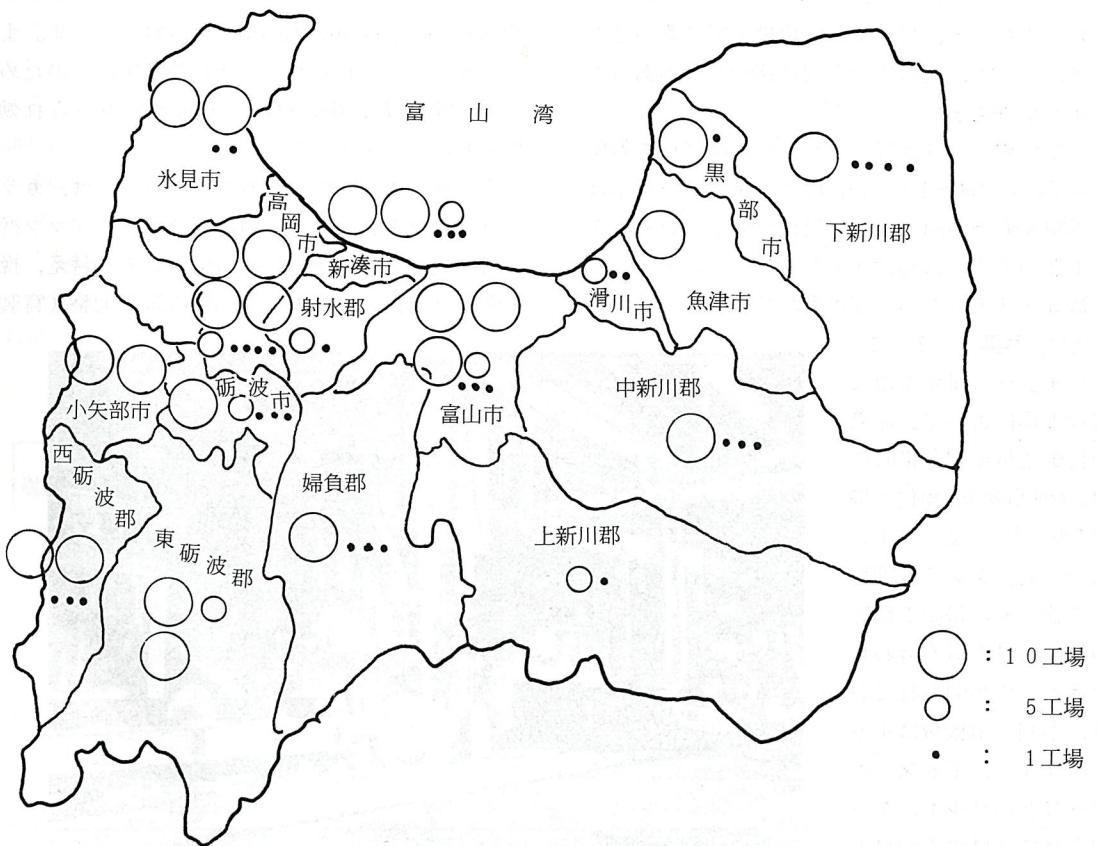 富山湾
氷見市
高岡市
新湊市
射水郡
黒部市
下新川郡
魚津市
滑川市
小矢部市
砺波市
富山市
中新川郡
西砺波郡
東砺波郡
婦負郡
上新川郡
：10工場
：5工場
：1工場